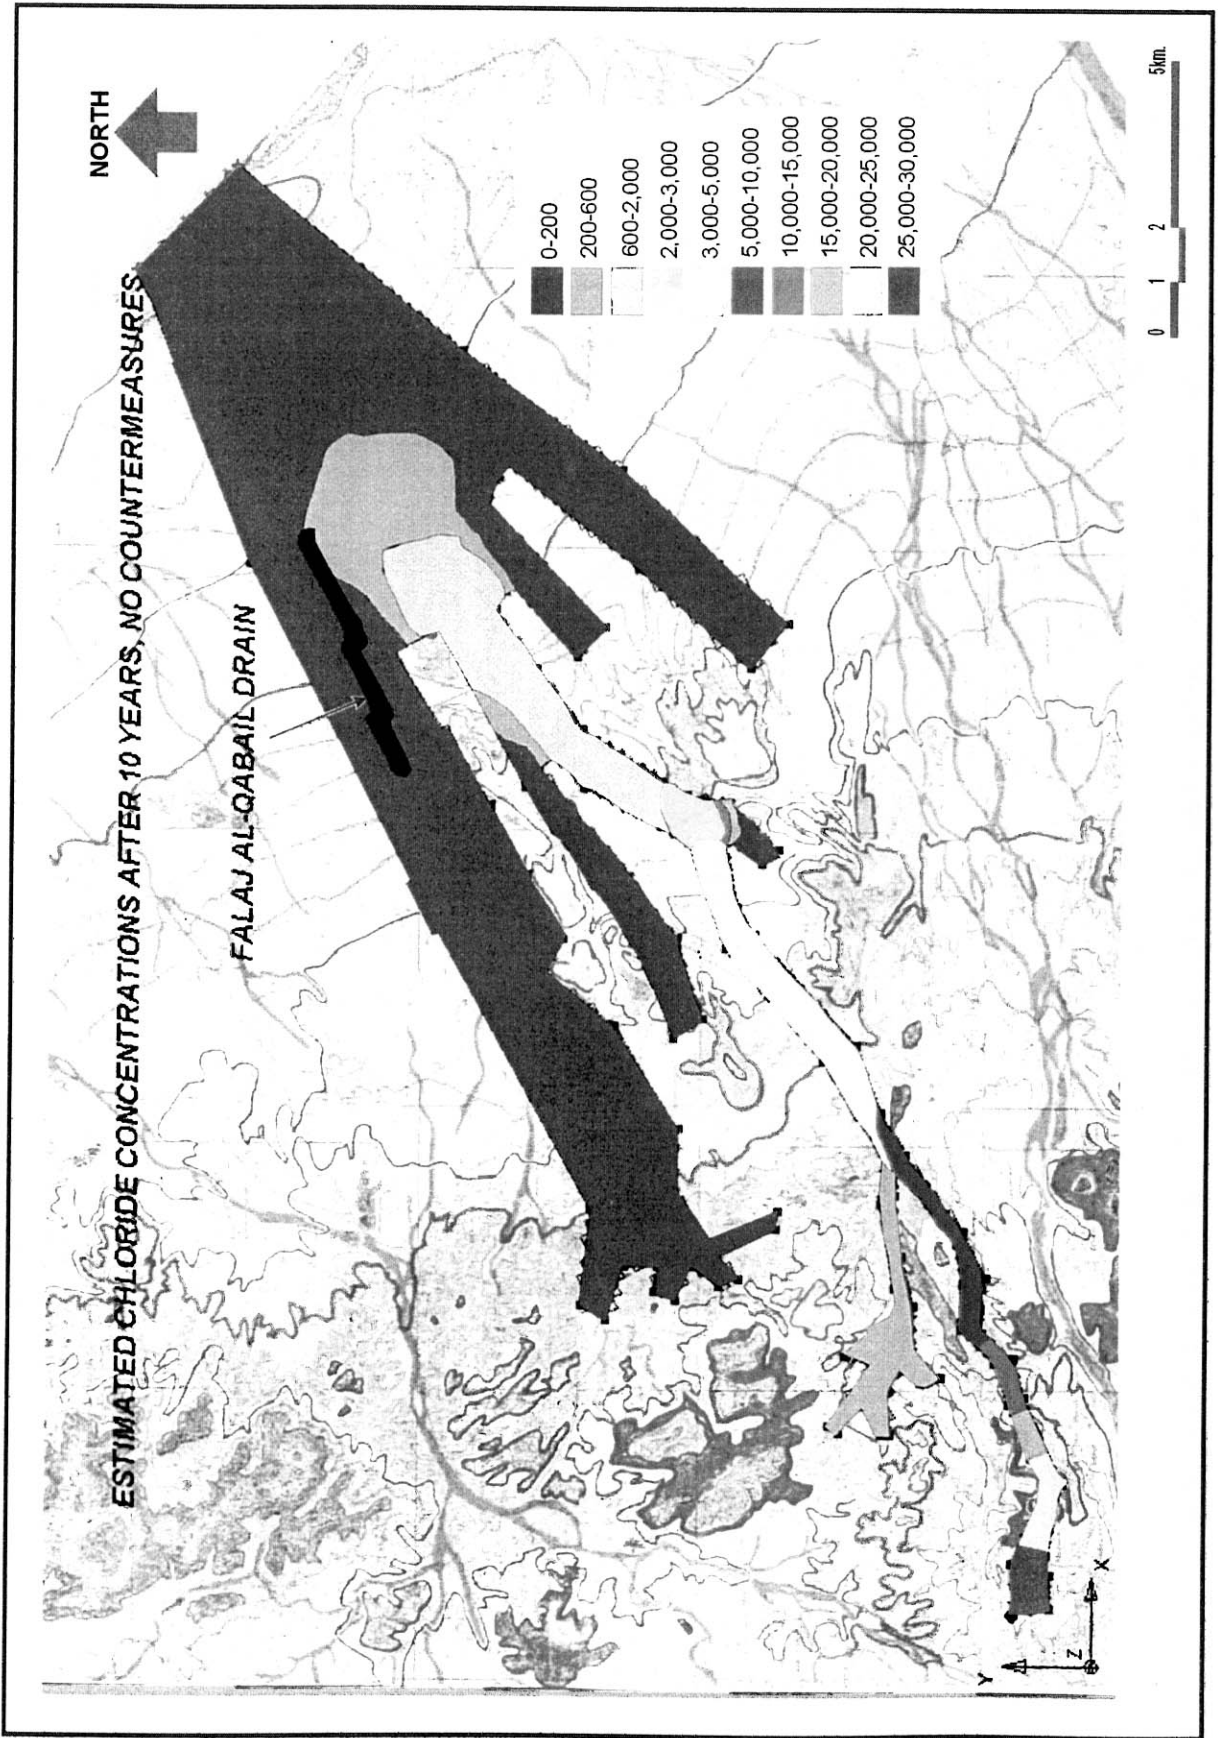 ESTIMATED CHLORIDE CONCENTRATIONS AFTER 10 YEARS, NO COUNTERMEASURES
NORTH
FALAJ AL-QABAIL DRAIN
0-200
200-600
600-2,000
2,000-3,000
3,000-5,000
5,000-10,000
10,000-15,000
15,000-20,000
20,000-25,000
25,000-30,000
0 1 2 5km.
Y
Z
X